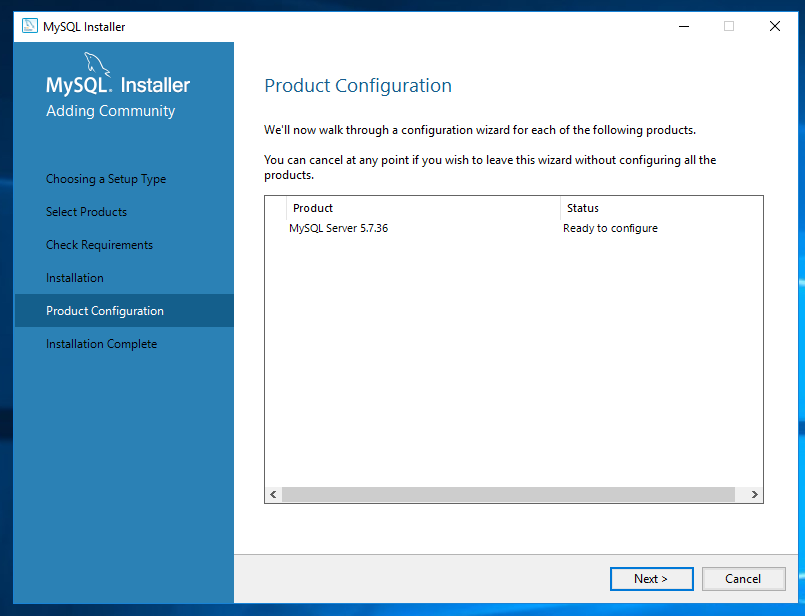 MySQL Installer
MySQL. Installer
Adding Community
Choosing a Setup Type
Select Products
Check Requirements
Installation
Product Configuration
Installation Complete
Product Configuration
We'll now walk through a configuration wizard for each of the following products.
You can cancel at any point if you wish to leave this wizard without configuring all the
products.
Product Status
MySQL Server 5.7.36 Ready to configure
Next > Cancel